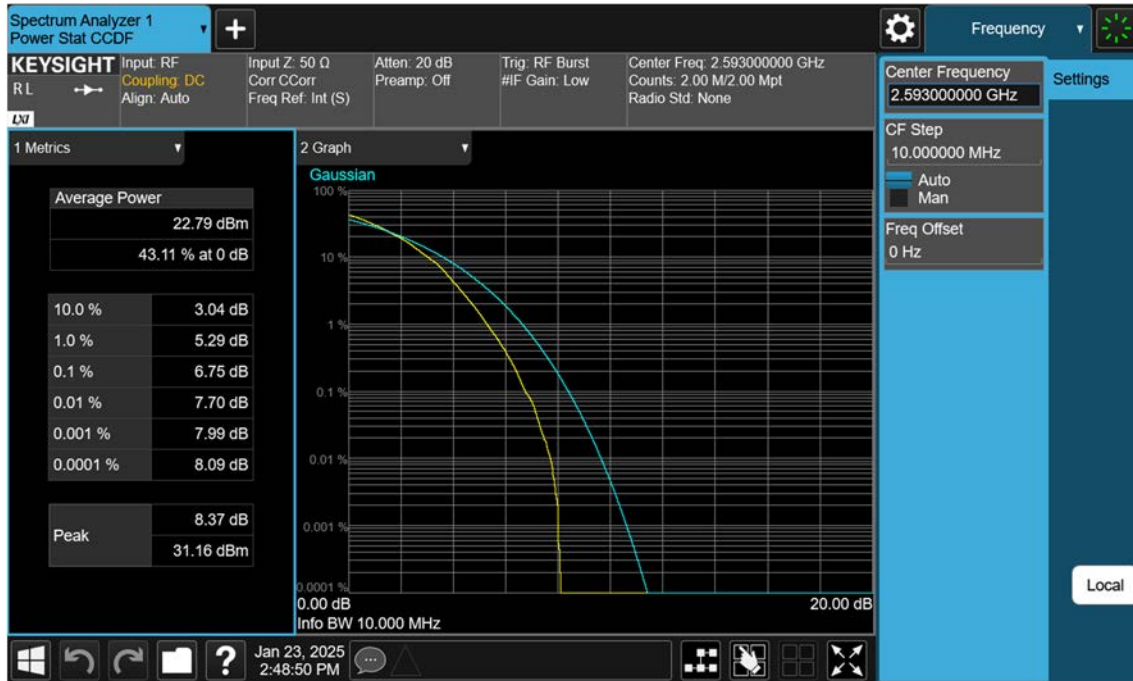 Spectrum Analyzer 1
Power Stat CCDF
Frequency
KEYSIGHT
RL
LXI
Input: RF
Coupling: DC
Align: Auto
Input Z: 50 Ω
Corr CCorr
Freq Ref: Int (S)
Atten: 20 dB
Preamp: Off
Trig: RF Burst
#IF Gain: Low
Center Freq: 2.593000000 GHz
Counts: 2.00 M/2.00 Mpt
Radio Std: None
Center Frequency
2.593000000 GHz
Settings
CF Step
10.000000 MHz
Auto
Man
Freq Offset
0 Hz
Local
1 Metrics
Average Power
22.79 dBm
43.11 % at 0 dB
10.0 % 3.04 dB
1.0 % 5.29 dB
0.1 % 6.75 dB
0.01 % 7.70 dB
0.001 % 7.99 dB
0.0001 % 8.09 dB
Peak
8.37 dB
31.16 dBm
2 Graph
Gaussian
100 %
10 %
1 %
0.1 %
0.01 %
0.001 %
0.0001 %
0.00 dB 20.00 dB
Info BW 10.000 MHz
?
Jan 23, 2025
2:48:50 PM